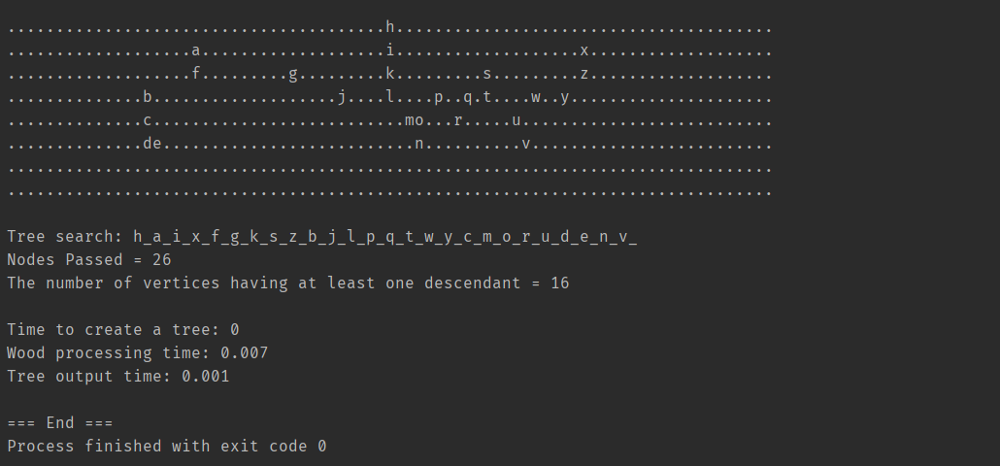 .......................................h.......................................
...................a...................i...................x...................
...................f.........g.........k.........s.........z...................
..............b...................j....l....p..q.t....w..y.....................
..............c..........................mo...r.....u..........................
..............de..........................n..........v.........................
...............................................................................
...............................................................................
Tree search: h_a_i_x_f_g_k_s_z_b_j_l_p_q_t_w_y_c_m_o_r_u_d_e_n_v_
Nodes Passed = 26
The number of vertices having at least one descendant = 16
Time to create a tree: 0
Wood processing time: 0.007
Tree output time: 0.001
=== End ===
Process finished with exit code 0